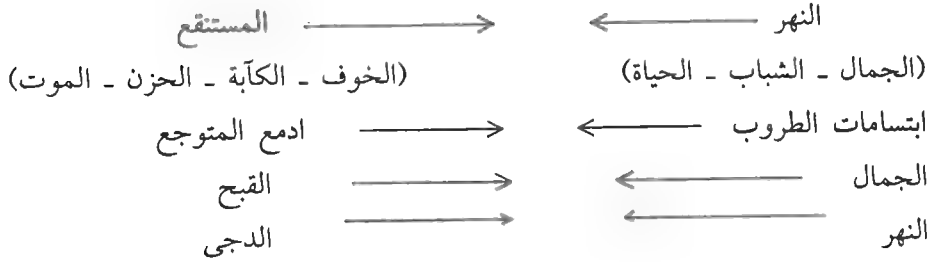 النهر ← → المستنقع
(الجمال ـ الشباب ـ الحياة) (الخوف ـ الكآبة ـ الحزن ـ الموت)
ابتسامات الطروب ← → ادمع المتوجع
الجمال ← → القبح
النهر ← → الدجى